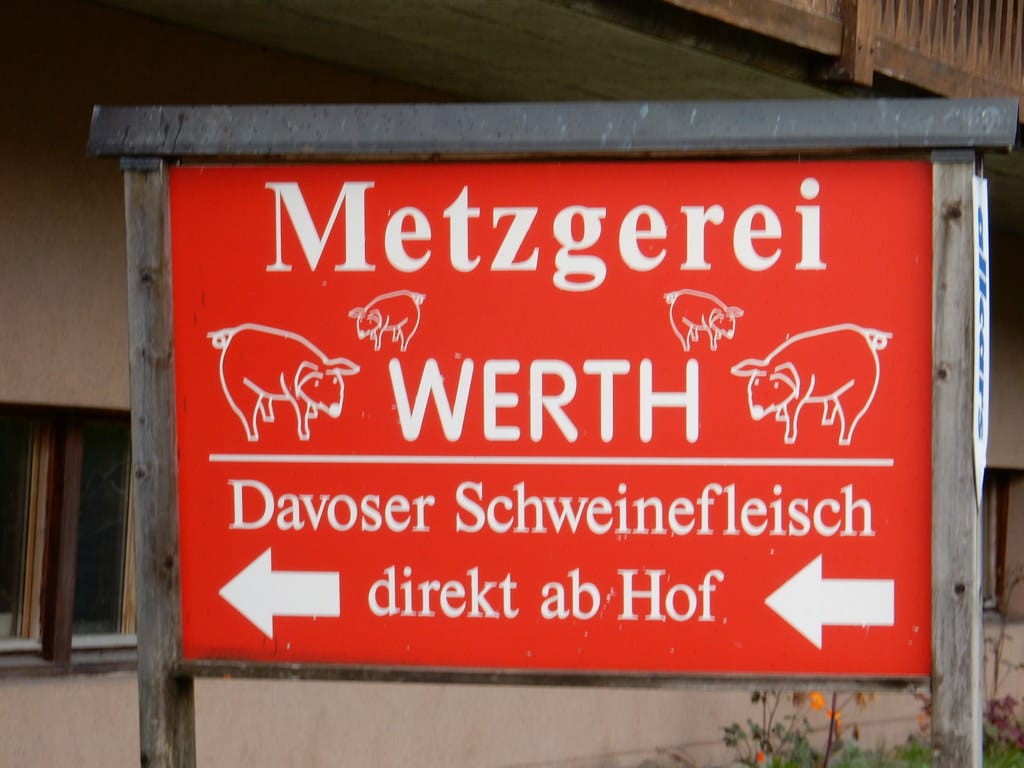 Metzgerei
WERTH
Davoser Schweinefleisch
direkt ab Hof